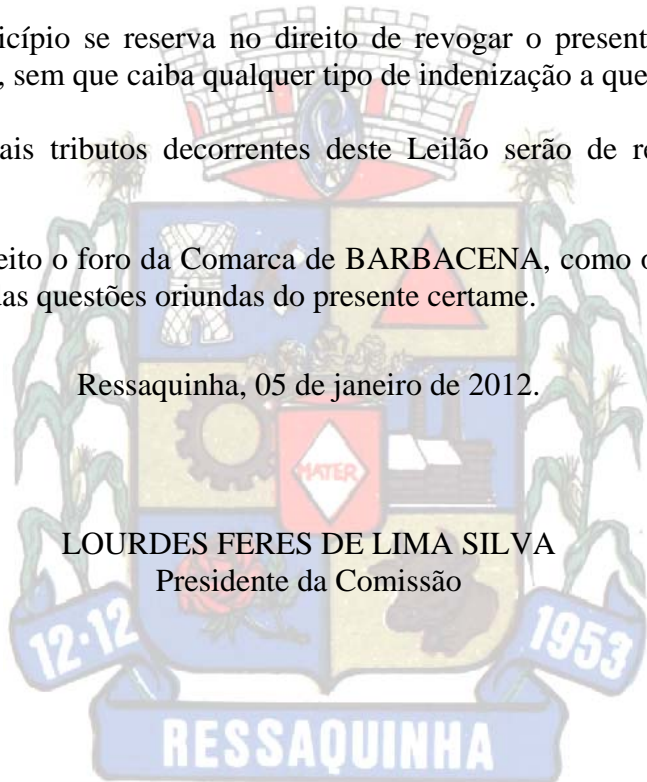 icípio se reserva no direito de revogar o present
, sem que caiba qualquer tipo de indenização a que
ais tributos decorrentes deste Leilão serão de re
eito o foro da Comarca de BARBACENA, como o
das questões oriundas do presente certame.
Ressaquinha, 05 de janeiro de 2012.
MATER
LOURDES FERES DE LIMA SILVA
Presidente da Comissão
12-12
1953
RESSAQUINHA